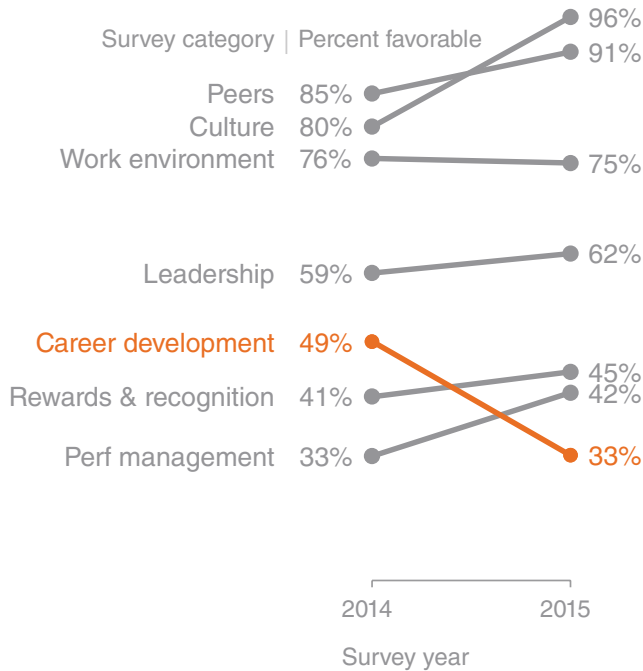 96%
Survey category | Percent favorable
91%
Peers 85%
Culture 80%
Work environment 76% 75%
62%
Leadership 59%
Career development 49%
45%
Rewards & recognition 41% 42%
Perf management 33% 33%
2014 2015
Survey year